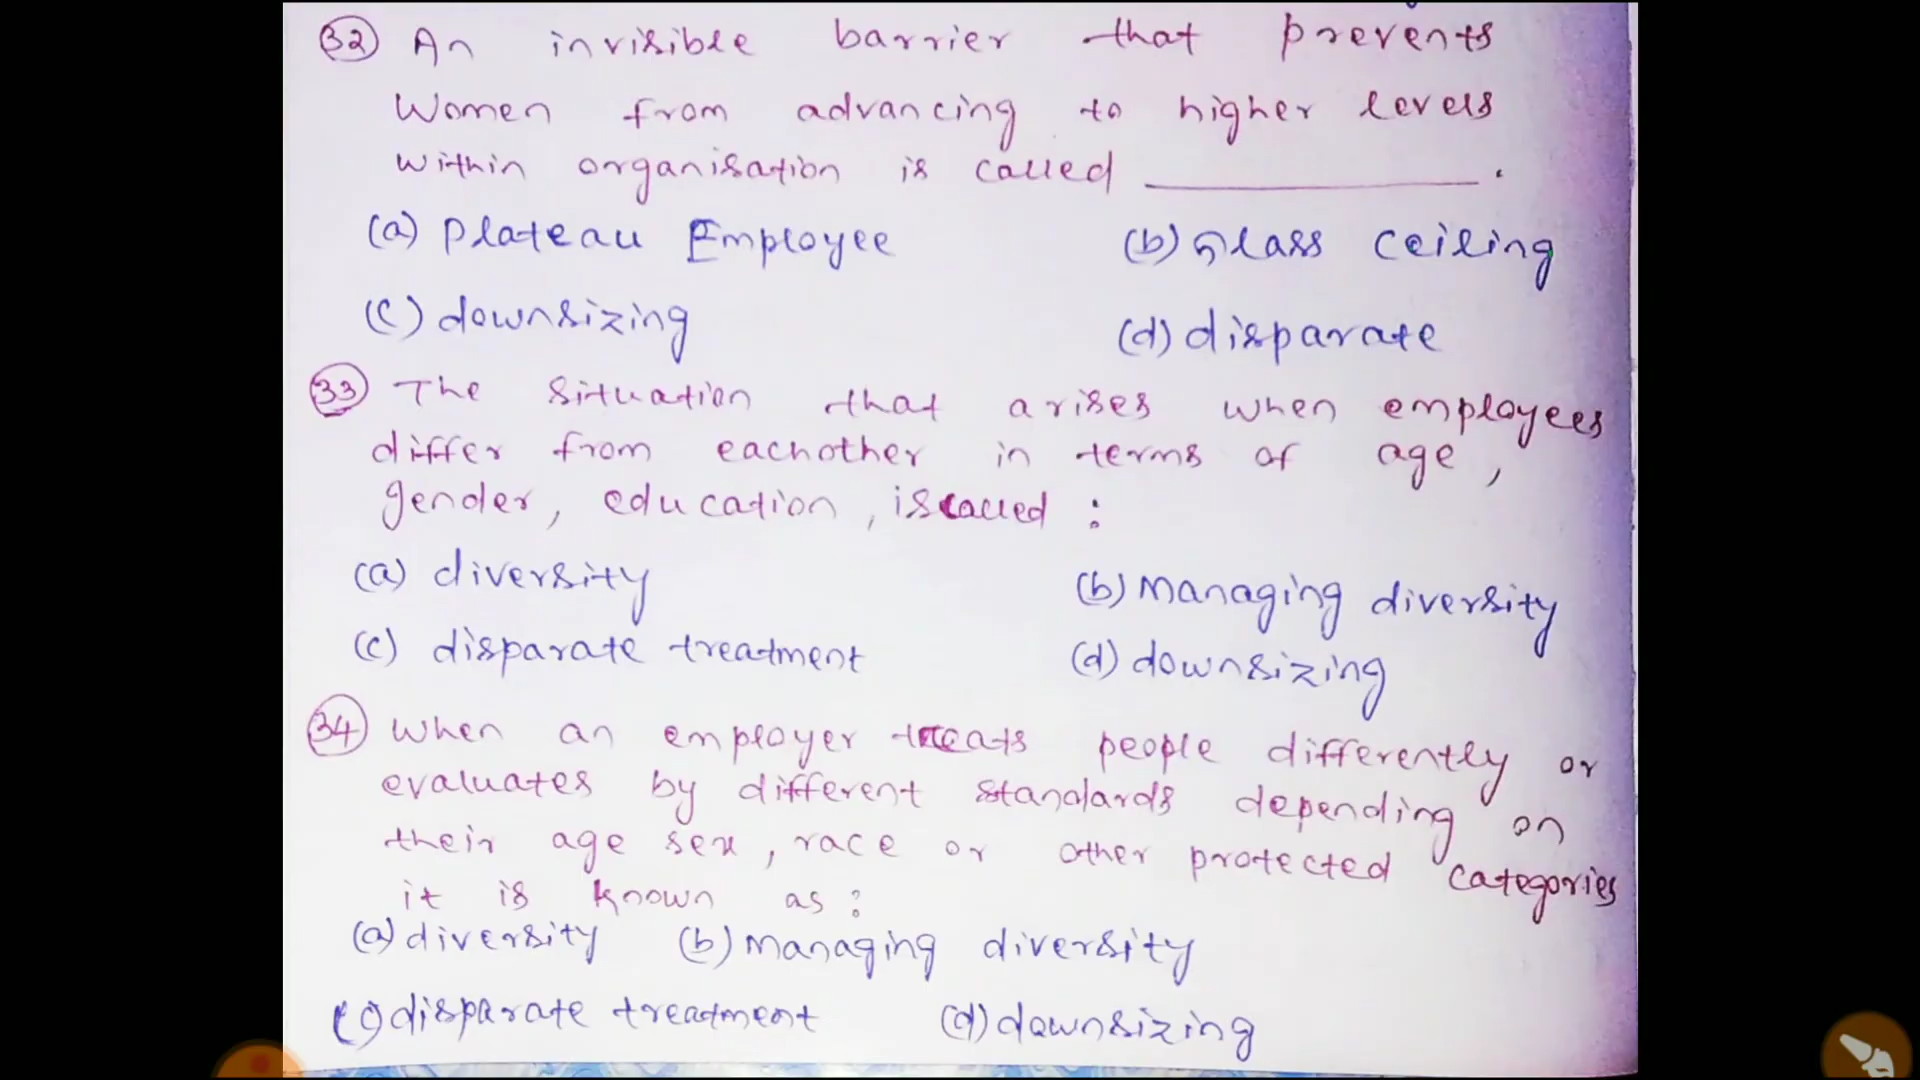 32 An invisible barrier that prevents
Women from advancing to higher levels
within organisation is called ____________ .
(a) Plateau Employee (b) Glass ceiling
(c) downsizing (d) disparate
33 The situation that arises when employees
differ from eachother in terms of age,
gender, education, is called :
(a) diversity (b) Managing diversity
(c) disparate treatment (d) downsizing
34 When an employer treats people differently or
evaluates by different standards depending on
their age sex, race or other protected categories
it is known as :
(a) diversity (b) Managing diversity
(c) disparate treatment (d) downsizing